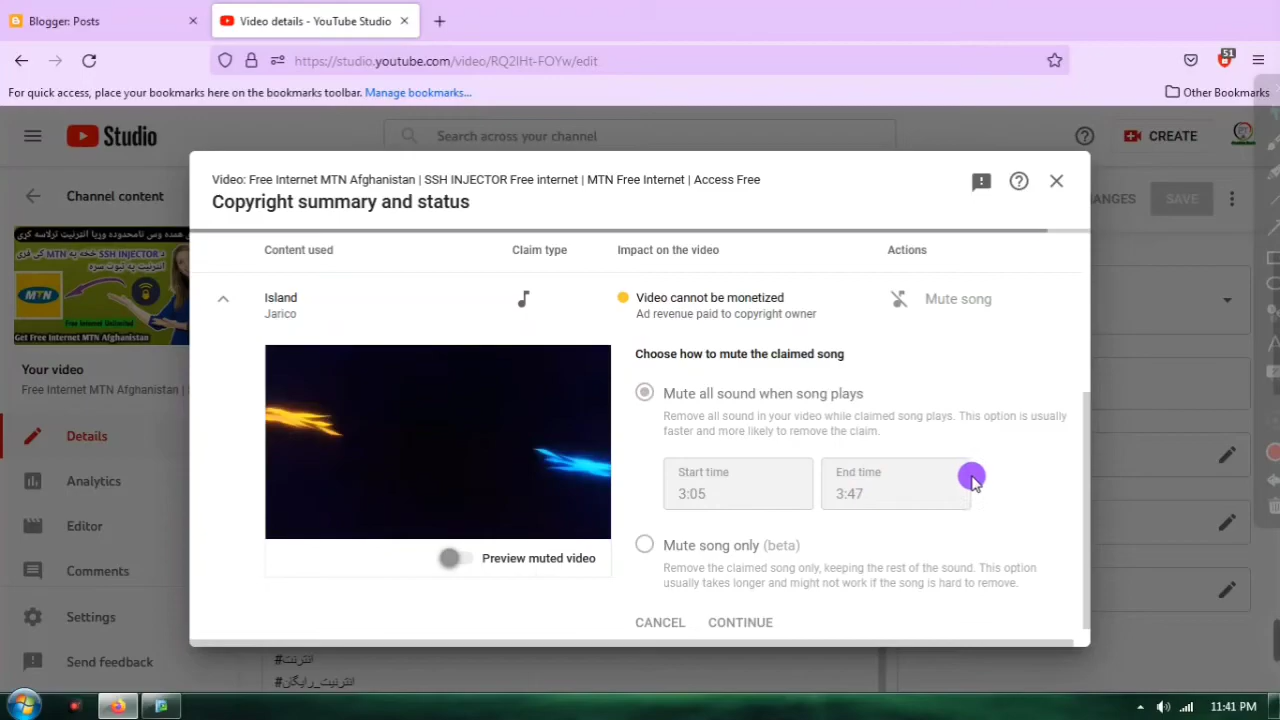 Blogger: Posts
Video details - YouTube Studio
https://studio.youtube.com/video/RQ2lHt-FOYw/edit
51
For quick access, place your bookmarks here on the bookmarks toolbar. Manage bookmarks...
Other Bookmarks
Studio
Search across your channel
CREATE
Channel content
SAVE
Video: Free Internet MTN Afghanistan | SSH INJECTOR Free internet | MTN Free Internet | Access Free
Copyright summary and status
Content used
Claim type
Impact on the video
Actions
Island
Jarico
Video cannot be monetized
Ad revenue paid to copyright owner
Mute song
Choose how to mute the claimed song
Mute all sound when song plays
Remove all sound in your video while claimed song plays. This option is usually
faster and more likely to remove the claim.
Start time
3:05
End time
3:47
Mute song only (beta)
Remove the claimed song only, keeping the rest of the sound. This option
usually takes longer and might not work if the song is hard to remove.
Preview muted video
CANCEL
CONTINUE
MTN
Free Internet Unlimited
Get Free Internet MTN Afghanistan
Your video
Free Internet MTN Afghanistan |
Details
Analytics
Editor
Comments
Settings
Send feedback
#انترنت
#انترنیت_رایگان
11:41 PM